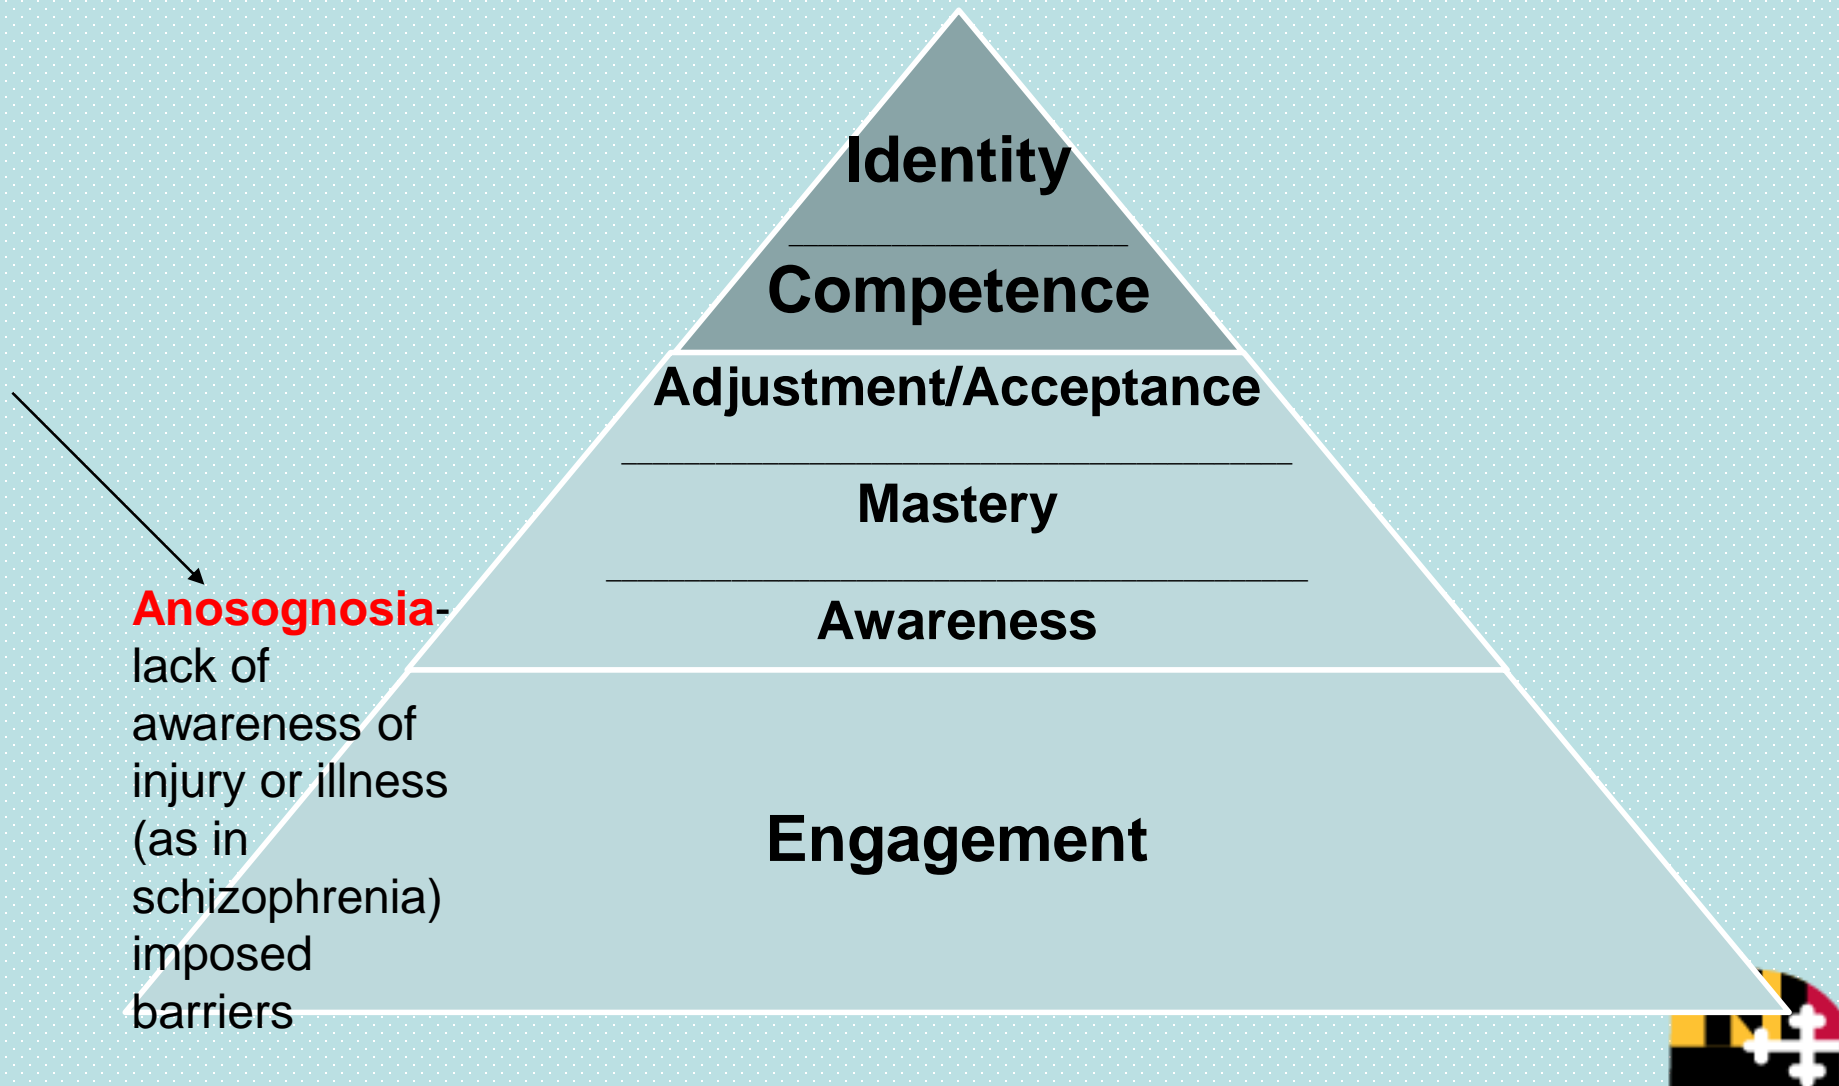 Identity
Competence
Adjustment/Acceptance
Mastery
Awareness
Engagement
Anosognosia-
lack of
awareness of
injury or illness
(as in
schizophrenia)
imposed
barriers